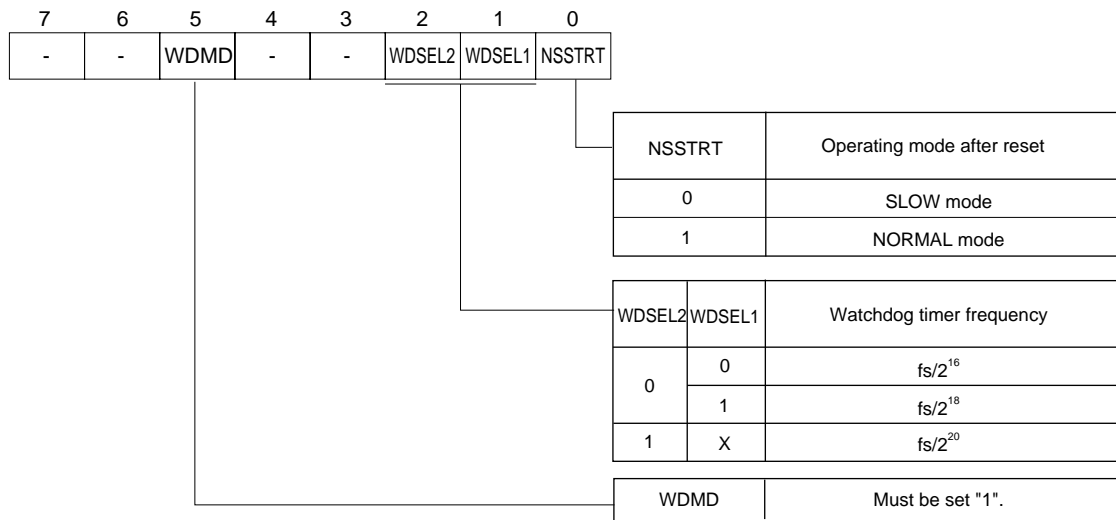 7 6 5 4 3 2 1 0
- - WDMD - - WDSEL2 WDSEL1 NSSTRT
NSSTRT Operating mode after reset
0 SLOW mode
1 NORMAL mode
WDSEL2 WDSEL1 Watchdog timer frequency
0 0 fs/2^16
1 fs/2^18
1 X fs/2^20
WDMD Must be set "1".